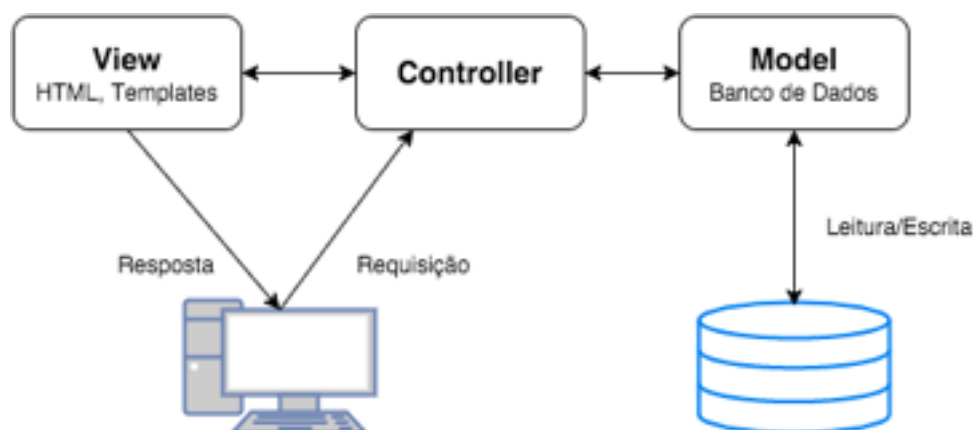 View
HTML, Templates
Controller
Model
Banco de Dados
Leitura/Escrita
Resposta
Requisição